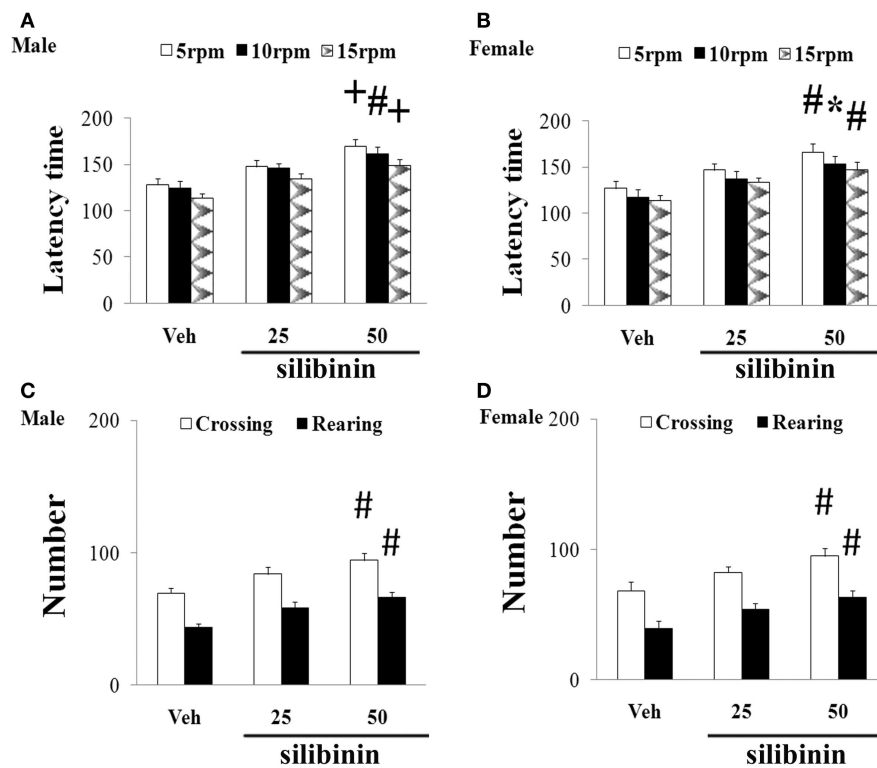 A
Male
5rpm 10rpm 15rpm
+#+
Latency time
200
150
100
50
0
Veh 25 50
silibinin
B
Female
5rpm 10rpm 15rpm
#*#
Latency time
200
150
100
50
0
Veh 25 50
silibinin
C
Male
Crossing Rearing
#
#
Number
200
100
0
Veh 25 50
silibinin
D
Female
Crossing Rearing
#
#
Number
200
100
0
Veh 25 50
silibinin